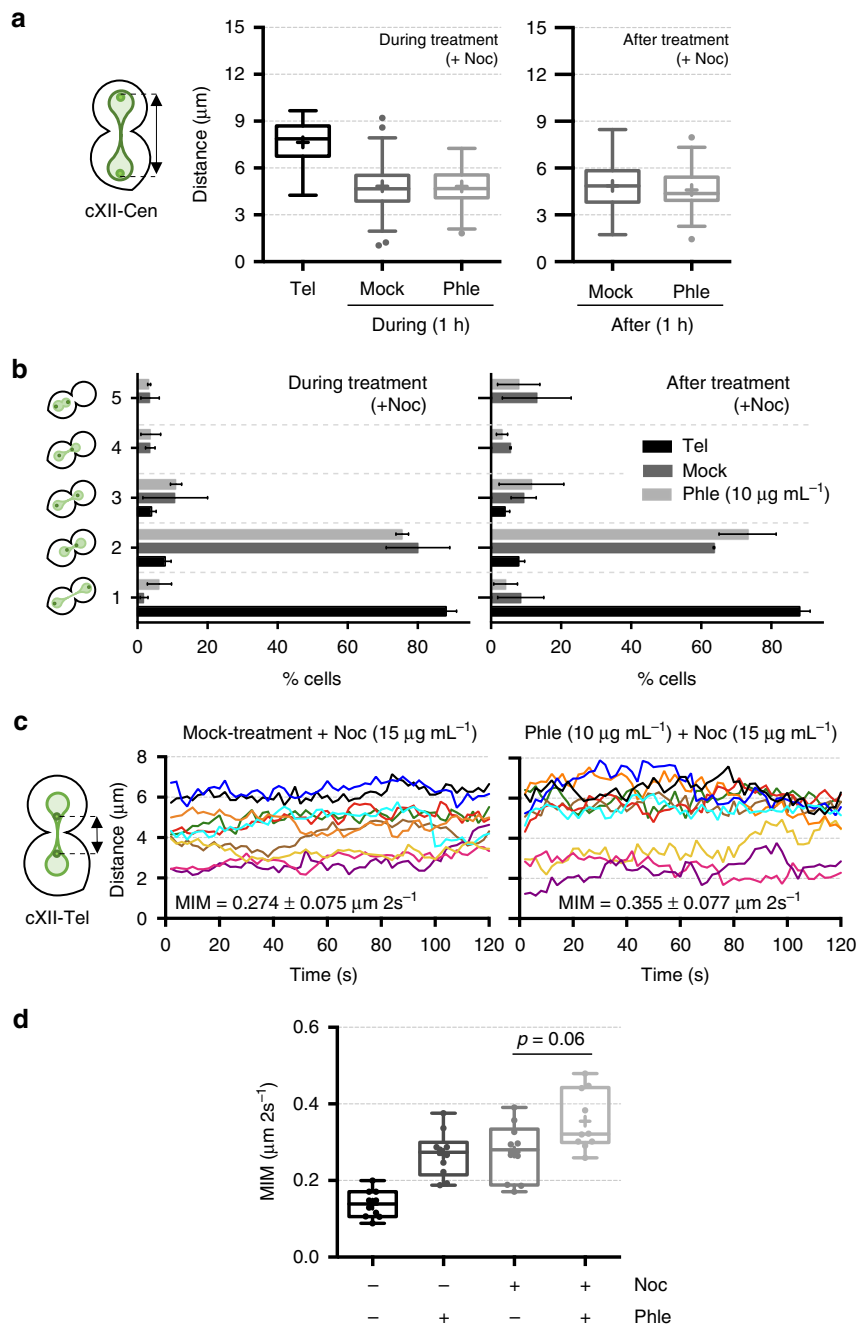 a
During treatment
(+ Noc)
After treatment
(+ Noc)
Distance (μm)
15
12
9
6
3
0
15
12
9
6
3
0
cXII-Cen
Tel
Mock
Phle
Mock
Phle
During (1 h)
After (1 h)
b
During treatment
(+Noc)
After treatment
(+Noc)
5
4
3
2
1
Tel
Mock
Phle (10 μg mL⁻¹)
0
20
40
60
80
0
20
40
60
80
% cells
% cells
c
Mock-treatment + Noc (15 μg mL⁻¹)
Phle (10 μg mL⁻¹) + Noc (15 μg mL⁻¹)
Distance (μm)
8
6
4
2
0
cXII-Tel
MIM = 0.274 ± 0.075 μm 2s⁻¹
MIM = 0.355 ± 0.077 μm 2s⁻¹
0 20 40 60 80 100 120
0 20 40 60 80 100 120
Time (s)
Time (s)
d
MIM (μm 2s⁻¹)
0.6
0.4
0.2
0.0
p = 0.06
– – + + Noc
– + – + Phle